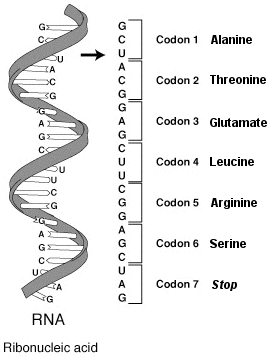 G
C
U
A
C
G
G
A
G
C
U
U
C
G
G
A
G
C
U
A
G
RNA
Ribonucleic acid
G
C Codon 1 Alanine
U
A
C Codon 2 Threonine
G
G
A Codon 3 Glutamate
G
C
U Codon 4 Leucine
U
C
G Codon 5 Arginine
G
A
G Codon 6 Serine
C
U
A Codon 7 Stop
G